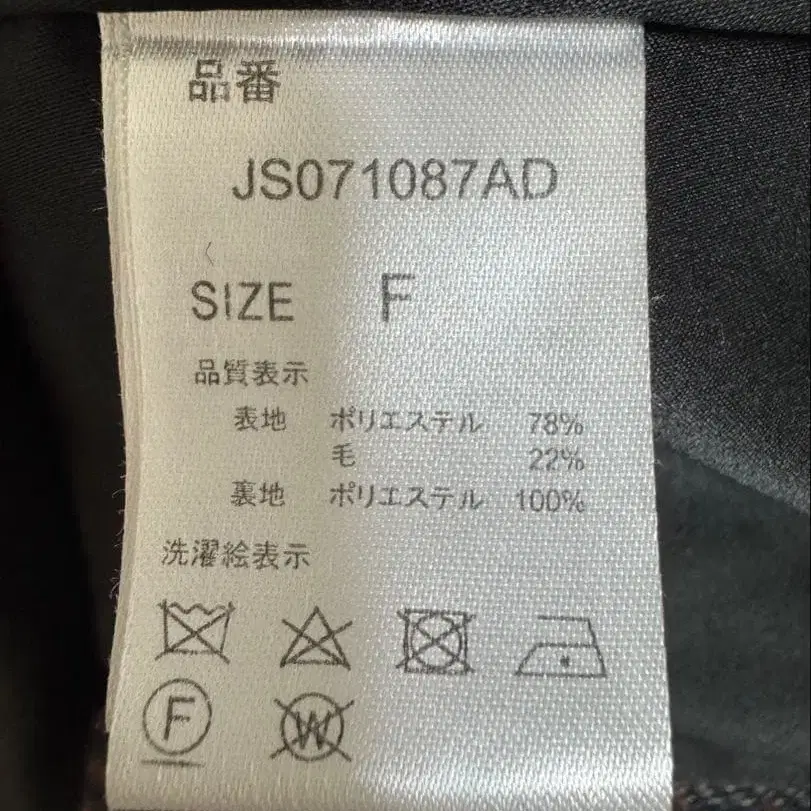 品番
JS071087AD
SIZE F
品質表示
表地 ポリエステル 78%
毛 22%
裏地 ポリエステル 100%
洗濯絵表示
F W